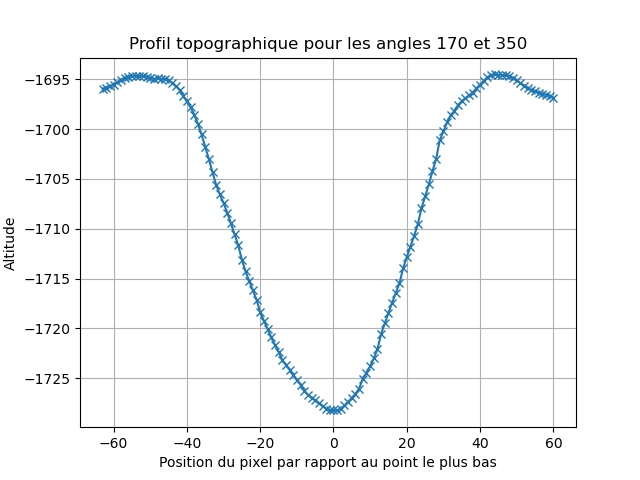 Profil topographique pour les angles 170 et 350
Altitude
−1695
−1700
−1705
−1710
−1715
−1720
−1725
−60 −40 −20 0 20 40 60
Position du pixel par rapport au point le plus bas